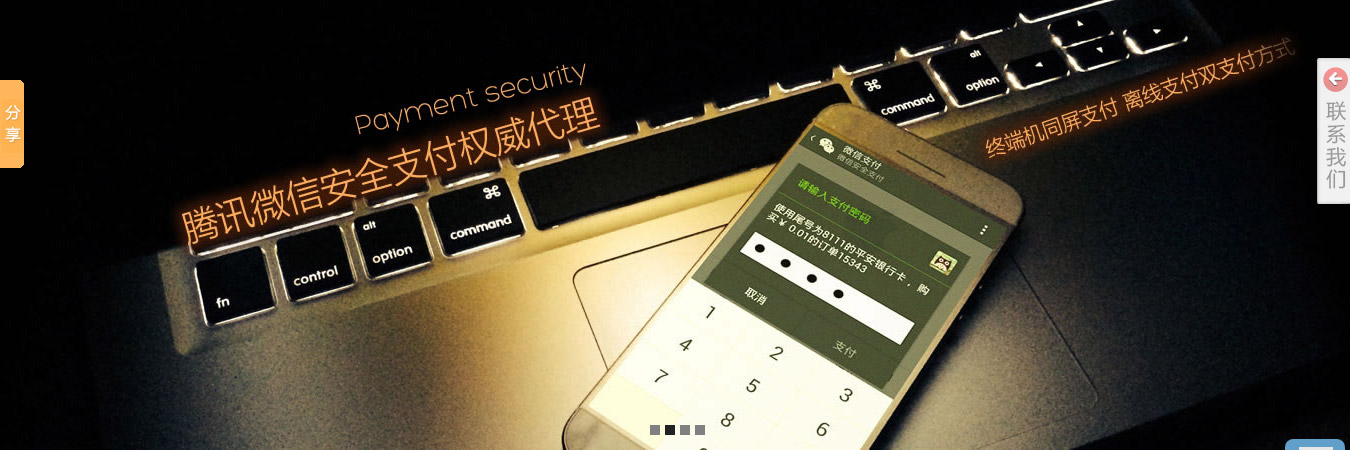 Payment security
腾讯微信安全支付权威代理
终端机同屏支付 离线支付双支付方式
分享
联系我们
fn
control
alt
option
⌘
command
⌘
command
alt
option
微信支付
微信安全支付
请输入支付密码
使用尾号为8111的平安银行卡，购
买￥0.01的订单15343
取消
支付
1
2
3
4
5
6
7
8